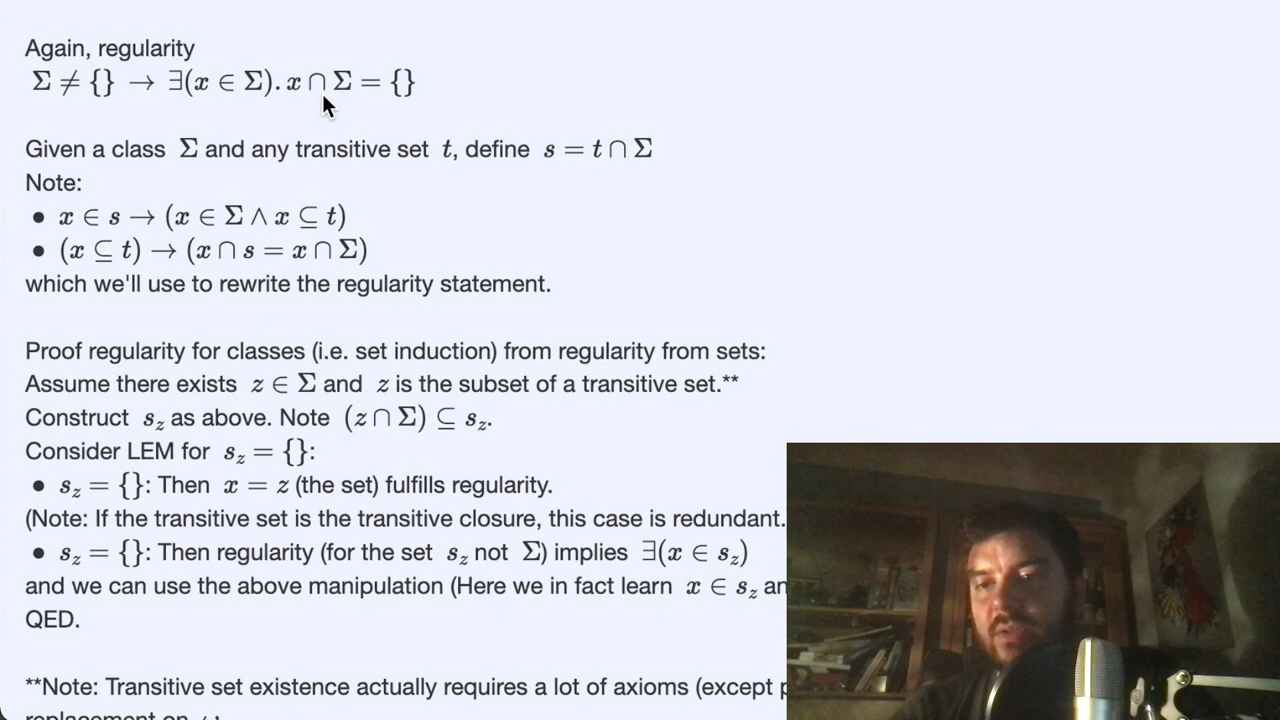 Again, regularity
Σ ≠ {} → ∃(x ∈ Σ). x ∩ Σ = {}
Given a class Σ and any transitive set t, define s = t ∩ Σ
Note:
• x ∈ s → (x ∈ Σ ∧ x ⊆ t)
• (x ⊆ t) → (x ∩ s = x ∩ Σ)
which we'll use to rewrite the regularity statement.
Proof regularity for classes (i.e. set induction) from regularity from sets:
Assume there exists z ∈ Σ and z is the subset of a transitive set.**
Construct s_z as above. Note (z ∩ Σ) ⊆ s_z.
Consider LEM for s_z = {}:
• s_z = {}: Then x = z (the set) fulfills regularity.
(Note: If the transitive set is the transitive closure, this case is redundant.
• s_z = {}: Then regularity (for the set s_z not Σ) implies ∃(x ∈ s_z)
and we can use the above manipulation (Here we in fact learn x ∈ s_z
QED.
**Note: Transitive set existence actually requires a lot of axioms (except
replacement on